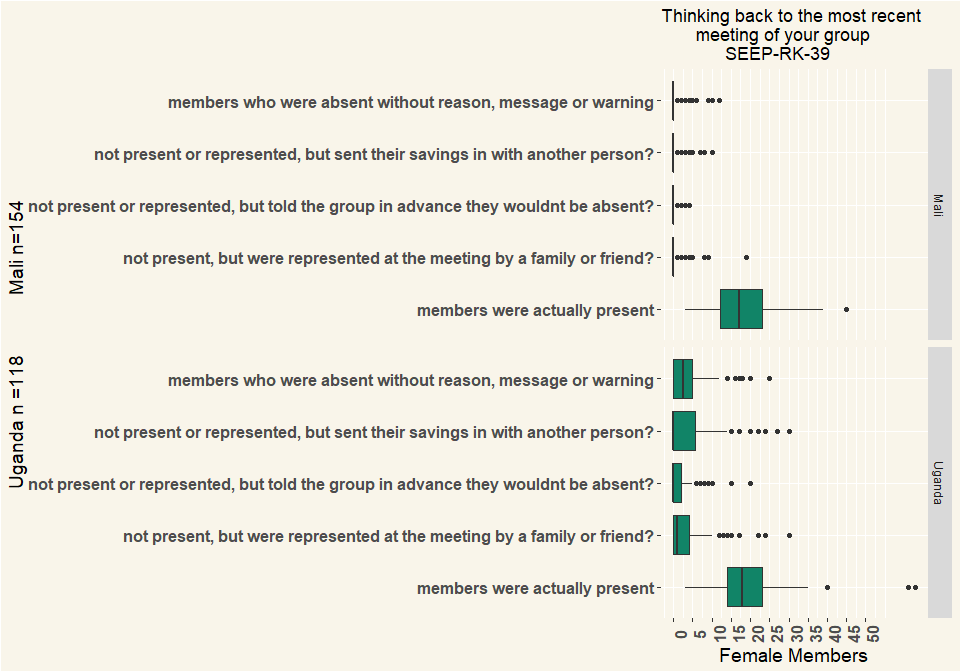 Thinking back to the most recent
meeting of your group
SEEP-RK-39
Mali n=154
members who were absent without reason, message or warning
not present or represented, but sent their savings in with another person?
not present or represented, but told the group in advance they wouldnt be absent?
not present, but were represented at the meeting by a family or friend?
members were actually present
Mali
Uganda n =118
members who were absent without reason, message or warning
not present or represented, but sent their savings in with another person?
not present or represented, but told the group in advance they wouldnt be absent?
not present, but were represented at the meeting by a family or friend?
members were actually present
Uganda
0 5 10 15 20 25 30 35 40 45 50
Female Members